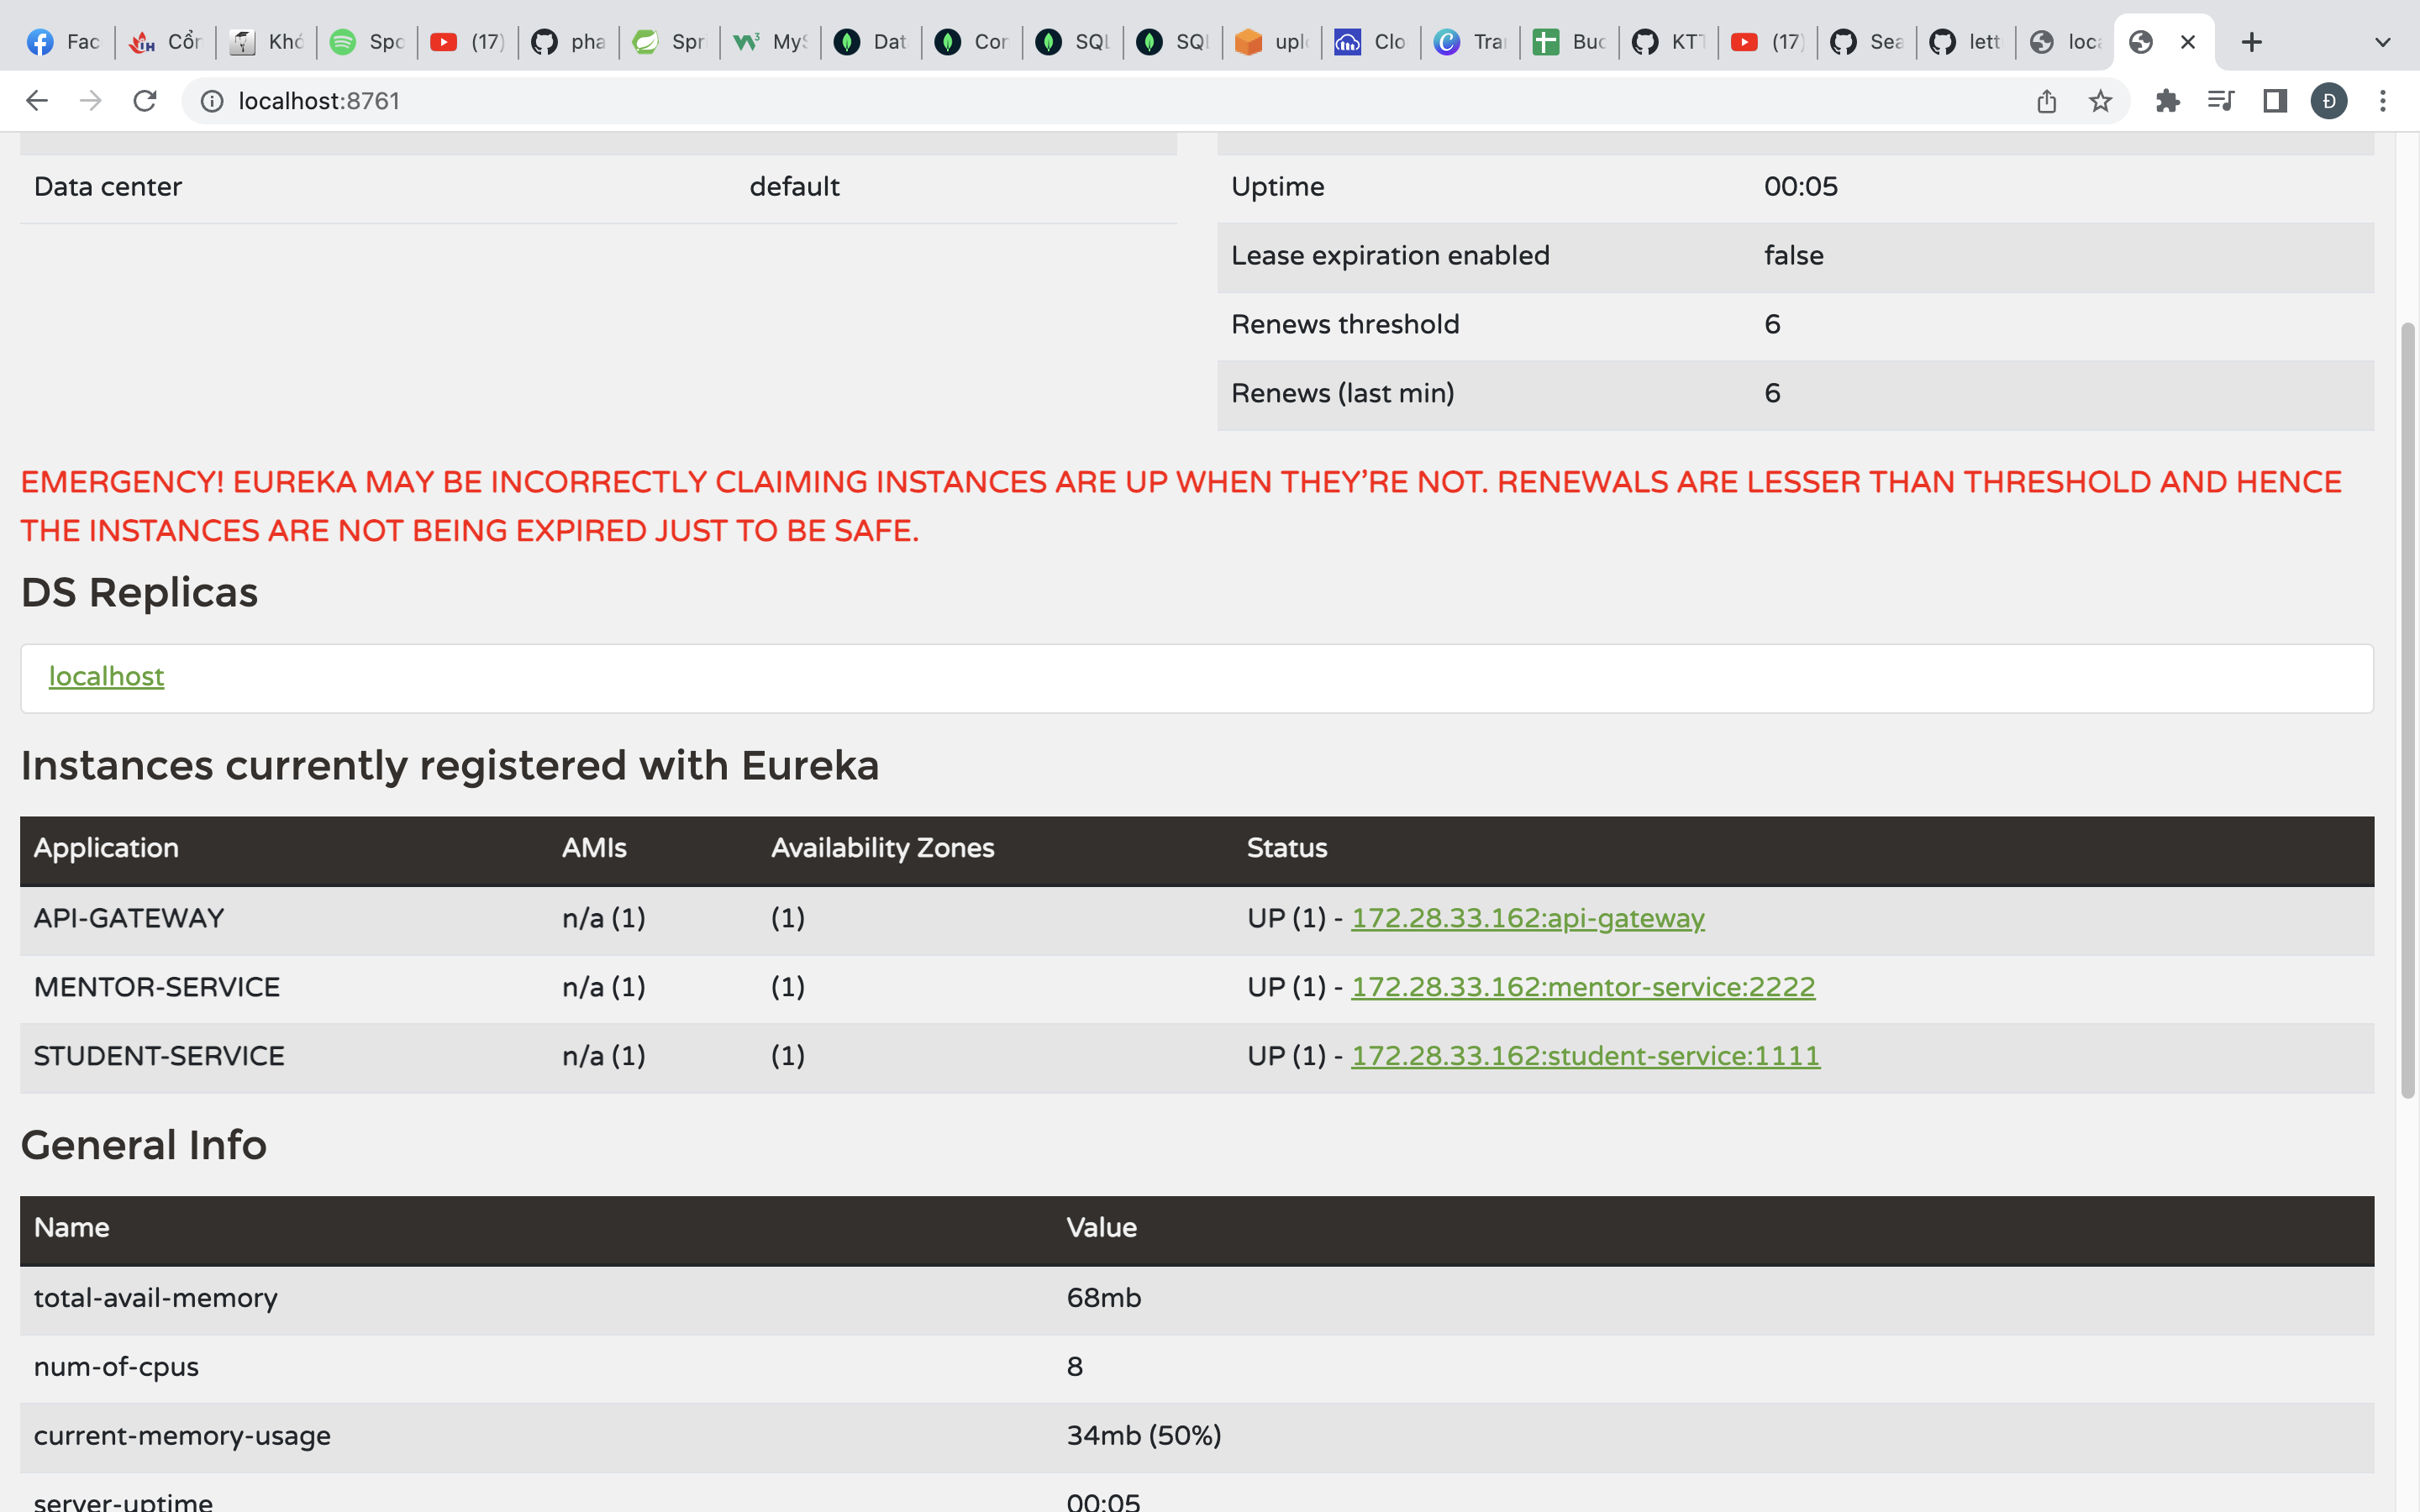 Fac Cổn Khó Spo (17) pha Spr MyS Dat Con SQL SQL uplo Clo Tran Buc KTT (17) Sea lett loca
localhost:8761 Đ
Data center default
Uptime 00:05
Lease expiration enabled false
Renews threshold 6
Renews (last min) 6
EMERGENCY! EUREKA MAY BE INCORRECTLY CLAIMING INSTANCES ARE UP WHEN THEY’RE NOT. RENEWALS ARE LESSER THAN THRESHOLD AND HENCE
THE INSTANCES ARE NOT BEING EXPIRED JUST TO BE SAFE.
DS Replicas
localhost
Instances currently registered with Eureka
Application AMIs Availability Zones Status
API-GATEWAY n/a (1) (1) UP (1) - 172.28.33.162:api-gateway
MENTOR-SERVICE n/a (1) (1) UP (1) - 172.28.33.162:mentor-service:2222
STUDENT-SERVICE n/a (1) (1) UP (1) - 172.28.33.162:student-service:1111
General Info
Name Value
total-avail-memory 68mb
num-of-cpus 8
current-memory-usage 34mb (50%)
server-uptime 00:05